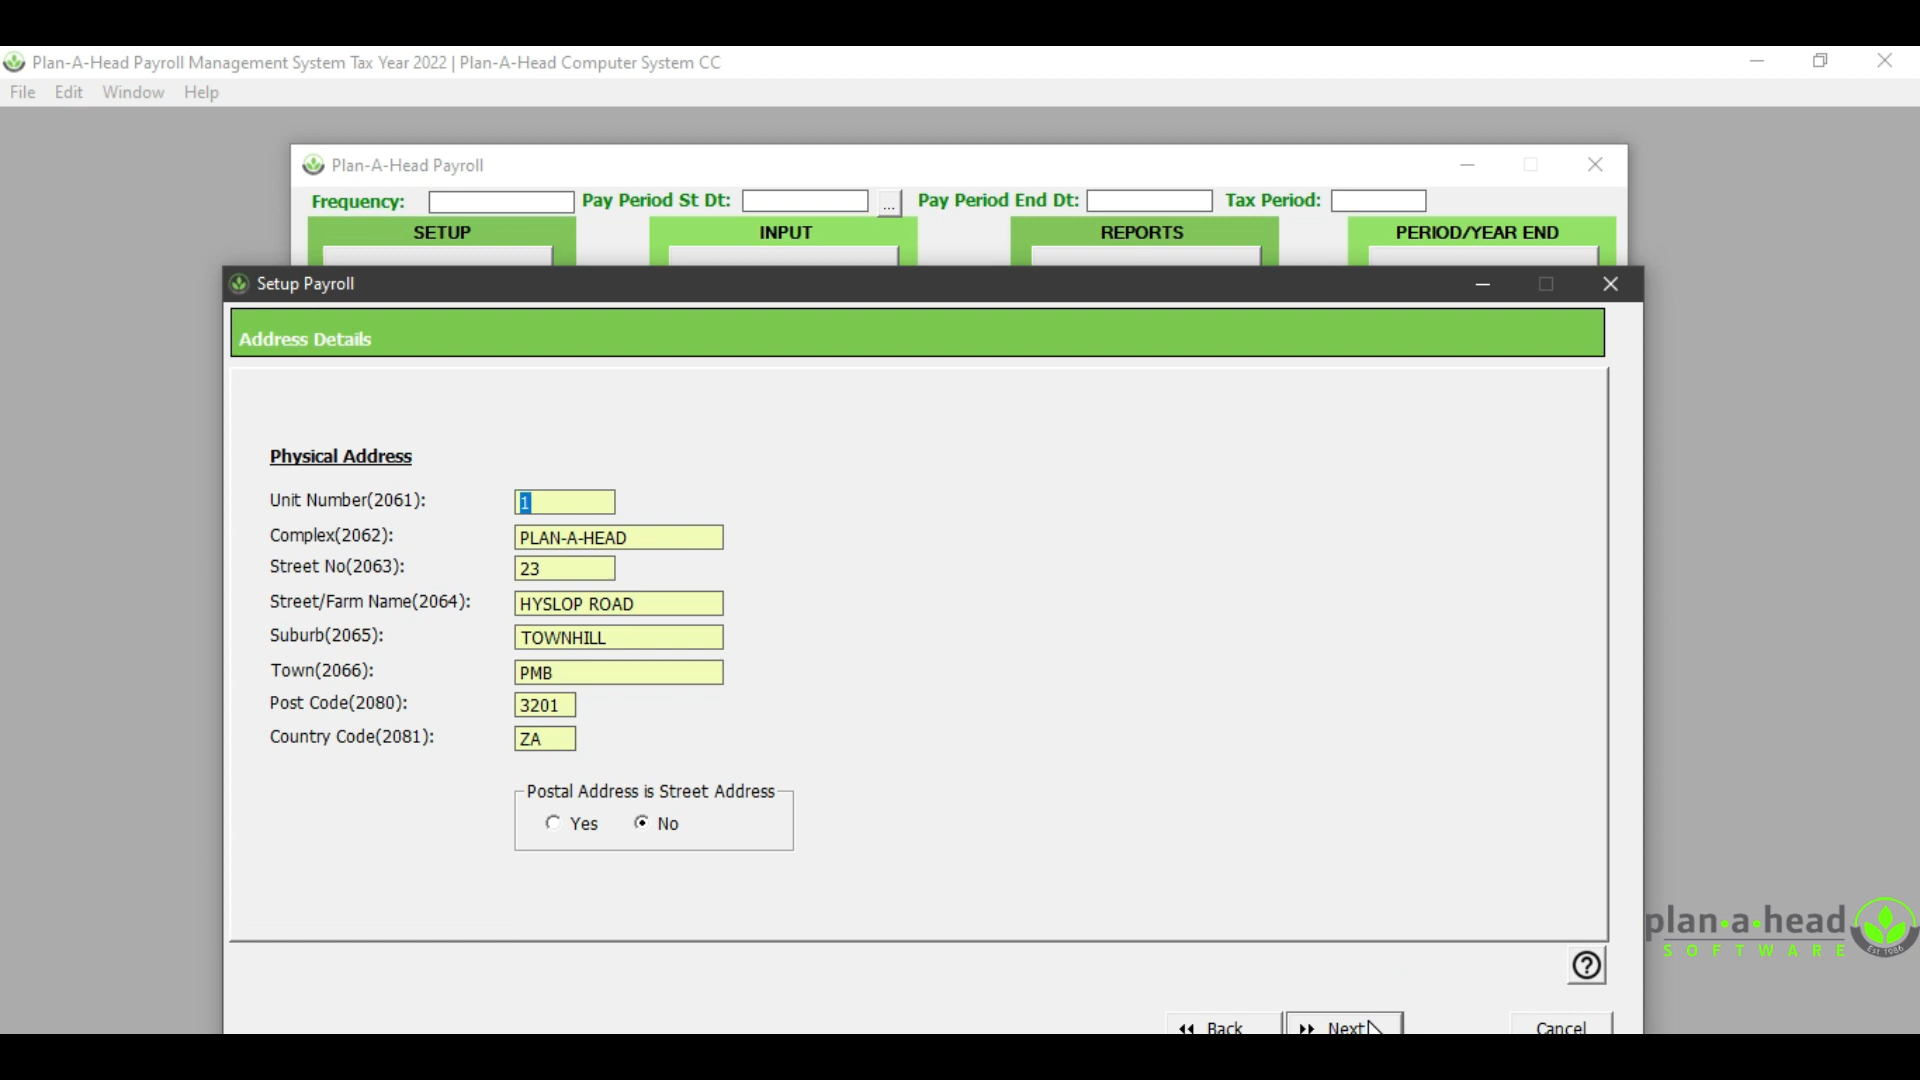 Plan-A-Head Payroll Management System Tax Year 2022 | Plan-A-Head Computer System CC
File Edit Window Help
Plan-A-Head Payroll
Frequency: Pay Period St Dt: ... Pay Period End Dt: Tax Period:
SETUP INPUT REPORTS PERIOD/YEAR END
Setup Payroll
Address Details
Physical Address
Unit Number(2061): 1
Complex(2062): PLAN-A-HEAD
Street No(2063): 23
Street/Farm Name(2064): HYSLOP ROAD
Suburb(2065): TOWNHILL
Town(2066): PMB
Post Code(2080): 3201
Country Code(2081): ZA
Postal Address is Street Address
Yes No
plan·a·head
SOFTWARE
Est 1986
Back Next Cancel